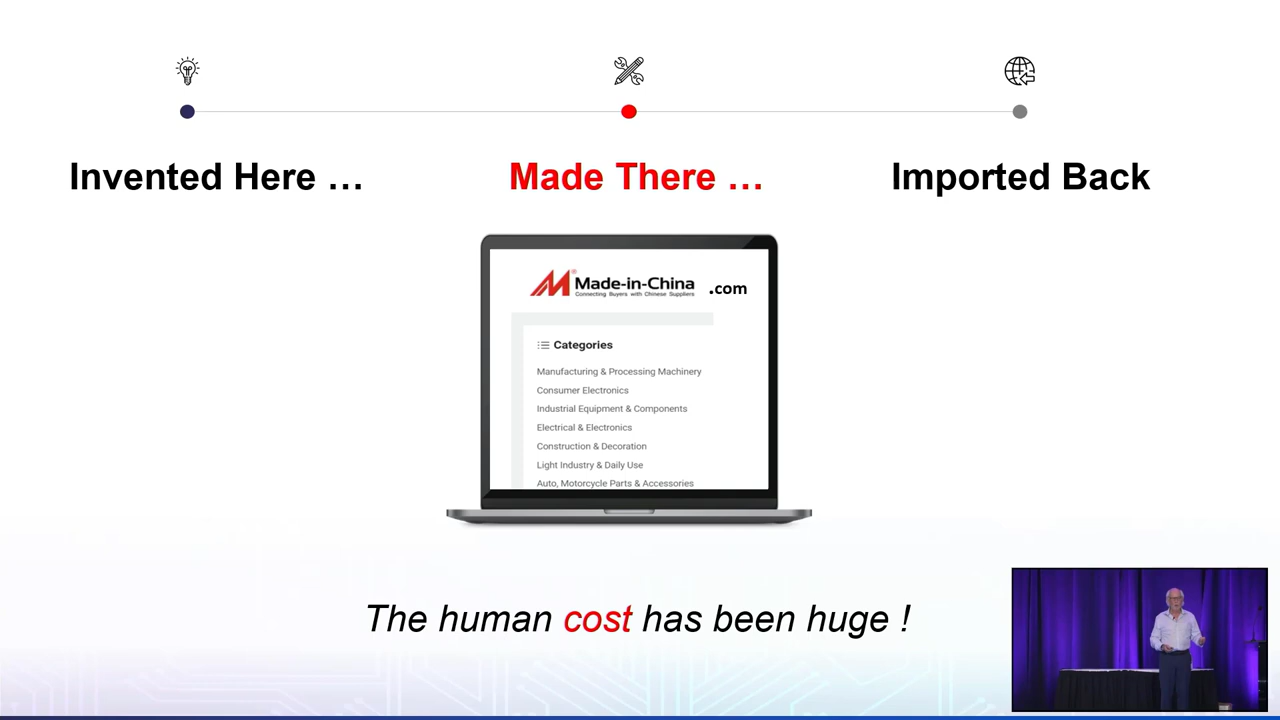 Invented Here …
Made There …
Imported Back
Made-in-China ® .com
Connecting Buyers with Chinese Suppliers
Categories
Manufacturing & Processing Machinery
Consumer Electronics
Industrial Equipment & Components
Electrical & Electronics
Construction & Decoration
Light Industry & Daily Use
Auto, Motorcycle Parts & Accessories
The human cost has been huge !